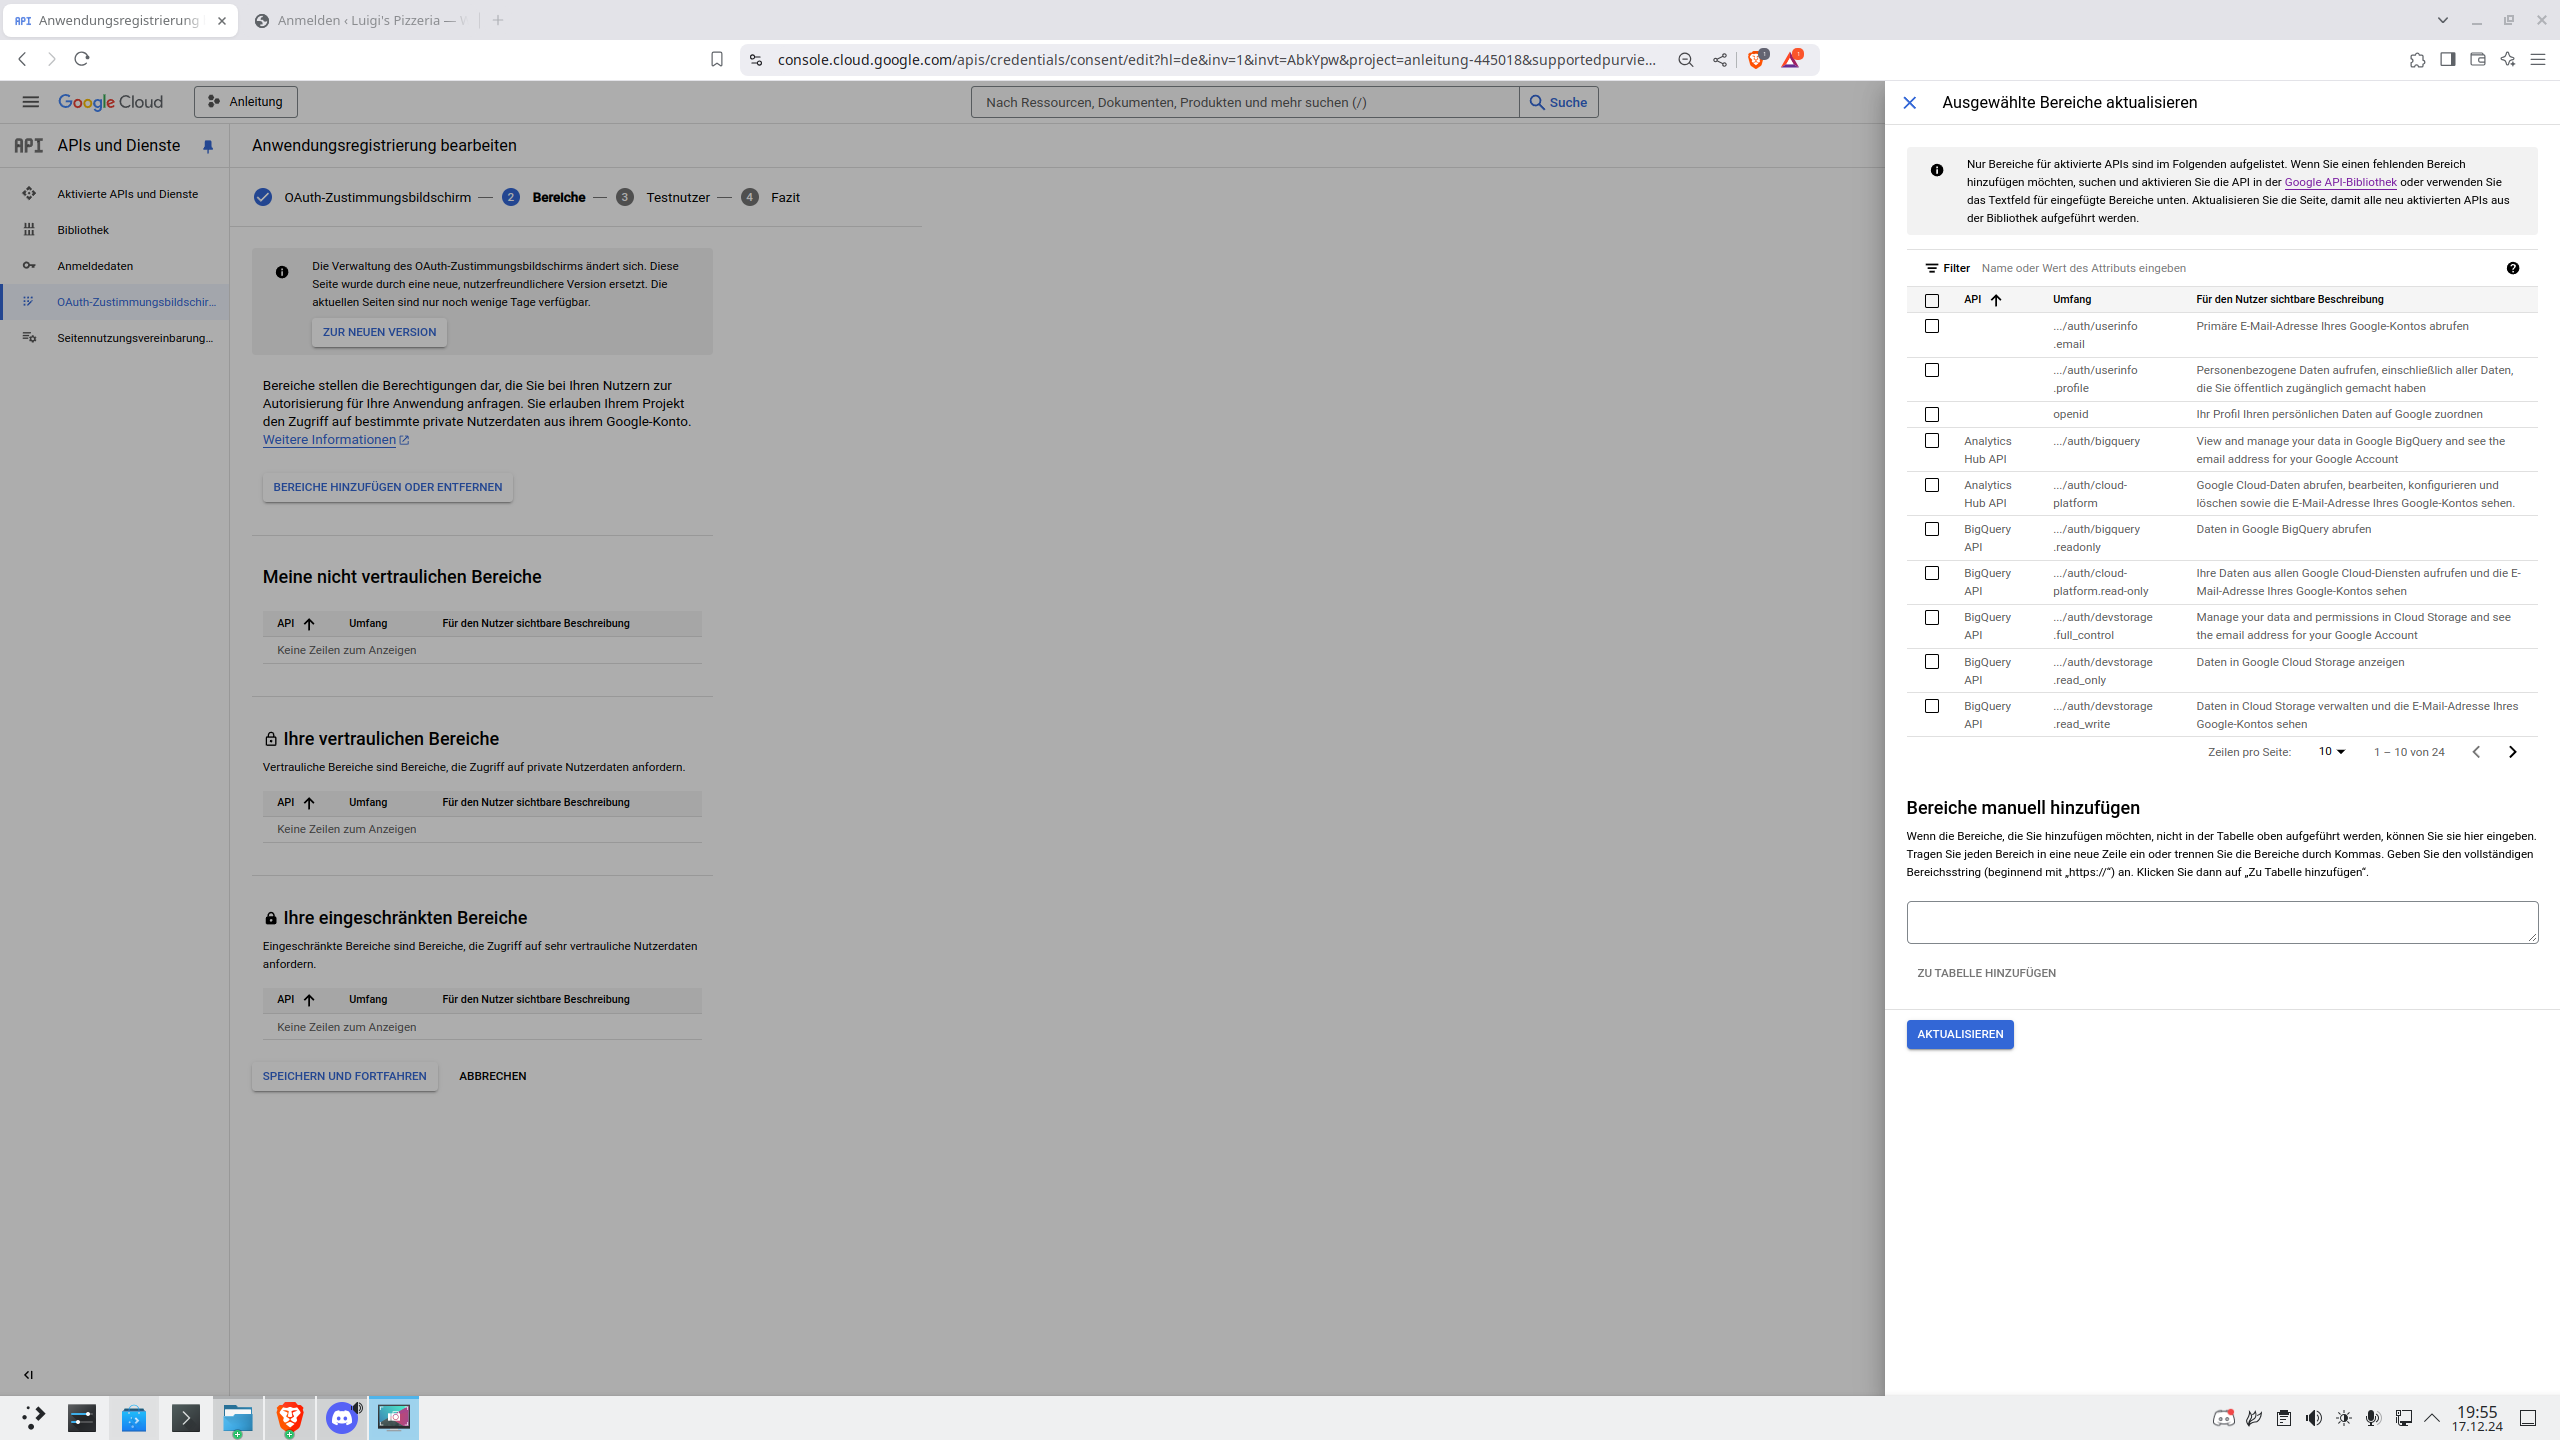 API Anwendungsregistrierung
Anmelden ‹ Luigi's Pizzeria —
console.cloud.google.com/apis/credentials/consent/edit?hl=de&inv=1&invt=AbkYpw&project=anleitung-445018&supportedpurvie...
Google Cloud
Anleitung
Nach Ressourcen, Dokumenten, Produkten und mehr suchen (/)
Suche
API APIs und Dienste
Aktivierte APIs und Dienste
Bibliothek
Anmeldedaten
OAuth-Zustimmungsbildschir...
Seitennutzungsvereinbarung...
Anwendungsregistrierung bearbeiten
OAuth-Zustimmungsbildschirm — 2 Bereiche — 3 Testnutzer — 4 Fazit
Die Verwaltung des OAuth-Zustimmungsbildschirms ändert sich. Diese
Seite wurde durch eine neue, nutzerfreundlichere Version ersetzt. Die
aktuellen Seiten sind nur noch wenige Tage verfügbar.
ZUR NEUEN VERSION
Bereiche stellen die Berechtigungen dar, die Sie bei Ihren Nutzern zur
Autorisierung für Ihre Anwendung anfragen. Sie erlauben Ihrem Projekt
den Zugriff auf bestimmte private Nutzerdaten aus ihrem Google-Konto.
Weitere Informationen
BEREICHE HINZUFÜGEN ODER ENTFERNEN
Meine nicht vertraulichen Bereiche
API Umfang Für den Nutzer sichtbare Beschreibung
Keine Zeilen zum Anzeigen
Ihre vertraulichen Bereiche
Vertrauliche Bereiche sind Bereiche, die Zugriff auf private Nutzerdaten anfordern.
API Umfang Für den Nutzer sichtbare Beschreibung
Keine Zeilen zum Anzeigen
Ihre eingeschränkten Bereiche
Eingeschränkte Bereiche sind Bereiche, die Zugriff auf sehr vertrauliche Nutzerdaten
anfordern.
API Umfang Für den Nutzer sichtbare Beschreibung
Keine Zeilen zum Anzeigen
SPEICHERN UND FORTFAHREN ABBRECHEN
Ausgewählte Bereiche aktualisieren
Nur Bereiche für aktivierte APIs sind im Folgenden aufgelistet. Wenn Sie einen fehlenden Bereich
hinzufügen möchten, suchen und aktivieren Sie die API in der Google API-Bibliothek oder verwenden Sie
das Textfeld für eingefügte Bereiche unten. Aktualisieren Sie die Seite, damit alle neu aktivierten APIs aus
der Bibliothek aufgeführt werden.
Filter Name oder Wert des Attributs eingeben
API Umfang Für den Nutzer sichtbare Beschreibung
.../auth/userinfo Primäre E-Mail-Adresse Ihres Google-Kontos abrufen
.email
.../auth/userinfo Personenbezogene Daten aufrufen, einschließlich aller Daten,
.profile die Sie öffentlich zugänglich gemacht haben
openid Ihr Profil Ihren persönlichen Daten auf Google zuordnen
Analytics .../auth/bigquery View and manage your data in Google BigQuery and see the
Hub API email address for your Google Account
Analytics .../auth/cloud- Google Cloud-Daten abrufen, bearbeiten, konfigurieren und
Hub API platform löschen sowie die E-Mail-Adresse Ihres Google-Kontos sehen.
BigQuery .../auth/bigquery Daten in Google BigQuery abrufen
API .readonly
BigQuery .../auth/cloud- Ihre Daten aus allen Google Cloud-Diensten aufrufen und die E-
API platform.read-only Mail-Adresse Ihres Google-Kontos sehen
BigQuery .../auth/devstorage Manage your data and permissions in Cloud Storage and see
API .full_control the email address for your Google Account
BigQuery .../auth/devstorage Daten in Google Cloud Storage anzeigen
API .read_only
BigQuery .../auth/devstorage Daten in Cloud Storage verwalten und die E-Mail-Adresse Ihres
API .read_write Google-Kontos sehen
Zeilen pro Seite: 10 1 – 10 von 24
Bereiche manuell hinzufügen
Wenn die Bereiche, die Sie hinzufügen möchten, nicht in der Tabelle oben aufgeführt werden, können Sie sie hier eingeben.
Tragen Sie jeden Bereich in eine neue Zeile ein oder trennen Sie die Bereiche durch Kommas. Geben Sie den vollständigen
Bereichsstring (beginnend mit „https://“) an. Klicken Sie dann auf „Zu Tabelle hinzufügen“.
ZU TABELLE HINZUFÜGEN
AKTUALISIEREN
19:55
17.12.24